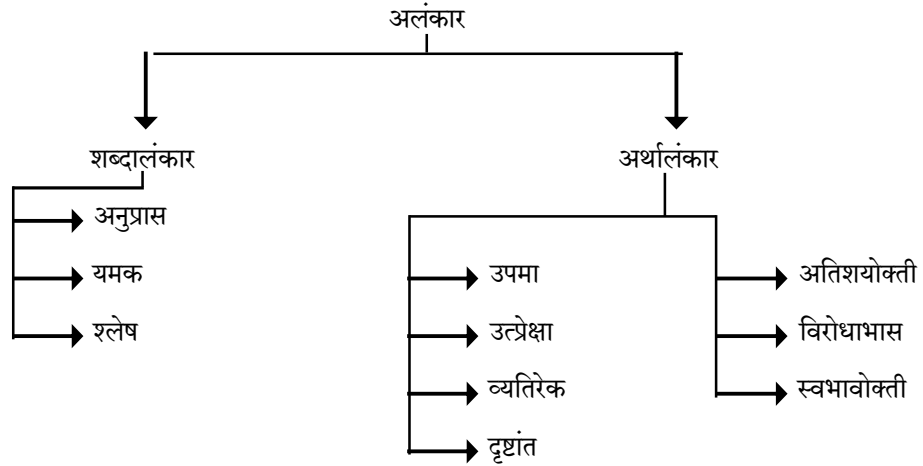 अलंकार
शब्दालंकार
अनुप्रास
यमक
श्लेष
अर्थालंकार
उपमा
उत्प्रेक्षा
व्यतिरेक
दृष्टांत
अतिशयोक्ती
विरोधाभास
स्वभावोक्ती